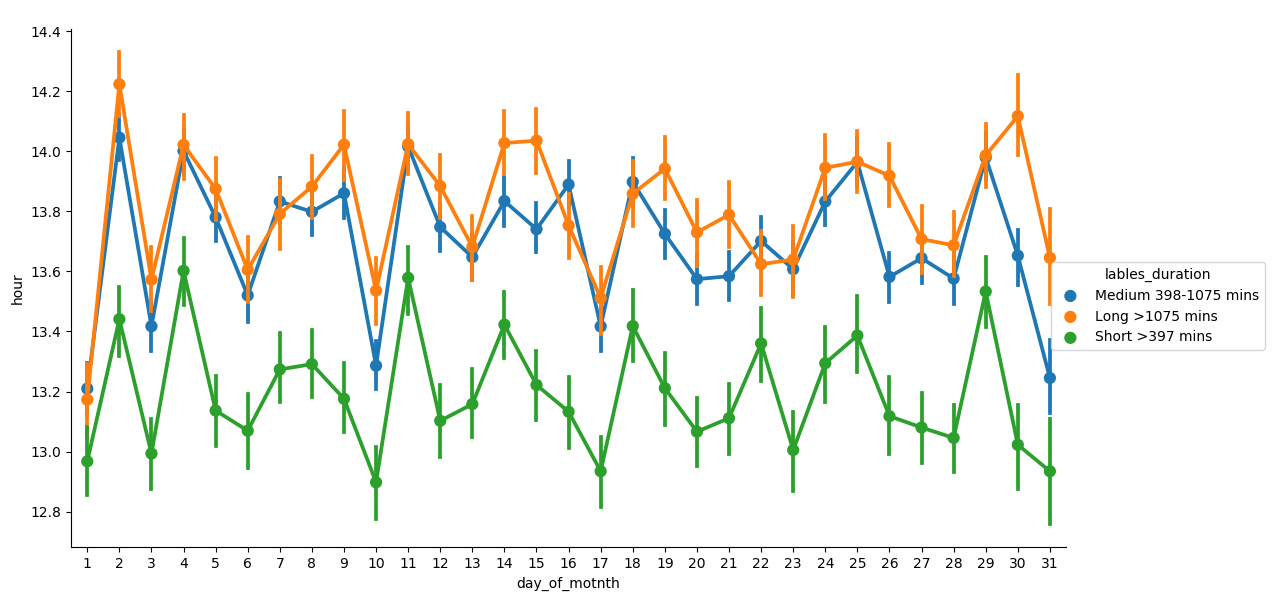 14.4
14.2
14.0
13.8
13.6
13.4
13.2
13.0
12.8
hour
1 2 3 4 5 6 7 8 9 10 11 12 13 14 15 16 17 18 19 20 21 22 23 24 25 26 27 28 29 30 31
day_of_motnth
lables_duration
Medium 398-1075 mins
Long >1075 mins
Short >397 mins